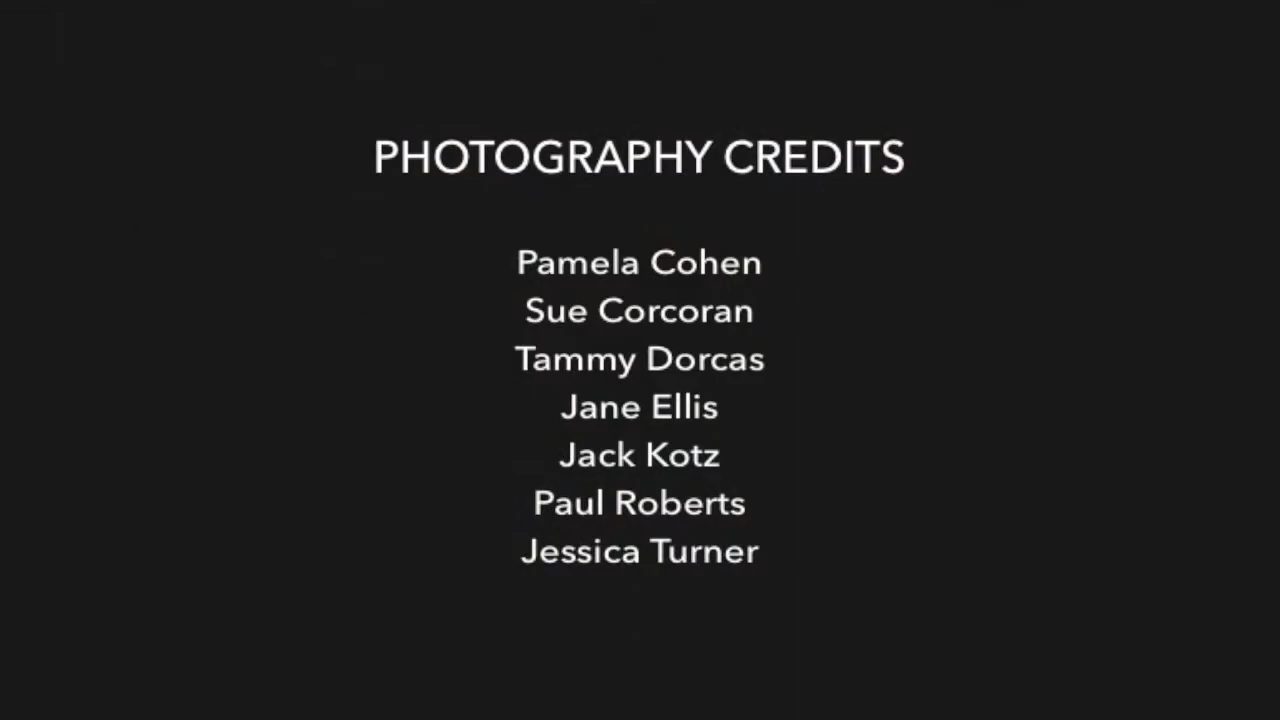 PHOTOGRAPHY CREDITS
Pamela Cohen
Sue Corcoran
Tammy Dorcas
Jane Ellis
Jack Kotz
Paul Roberts
Jessica Turner